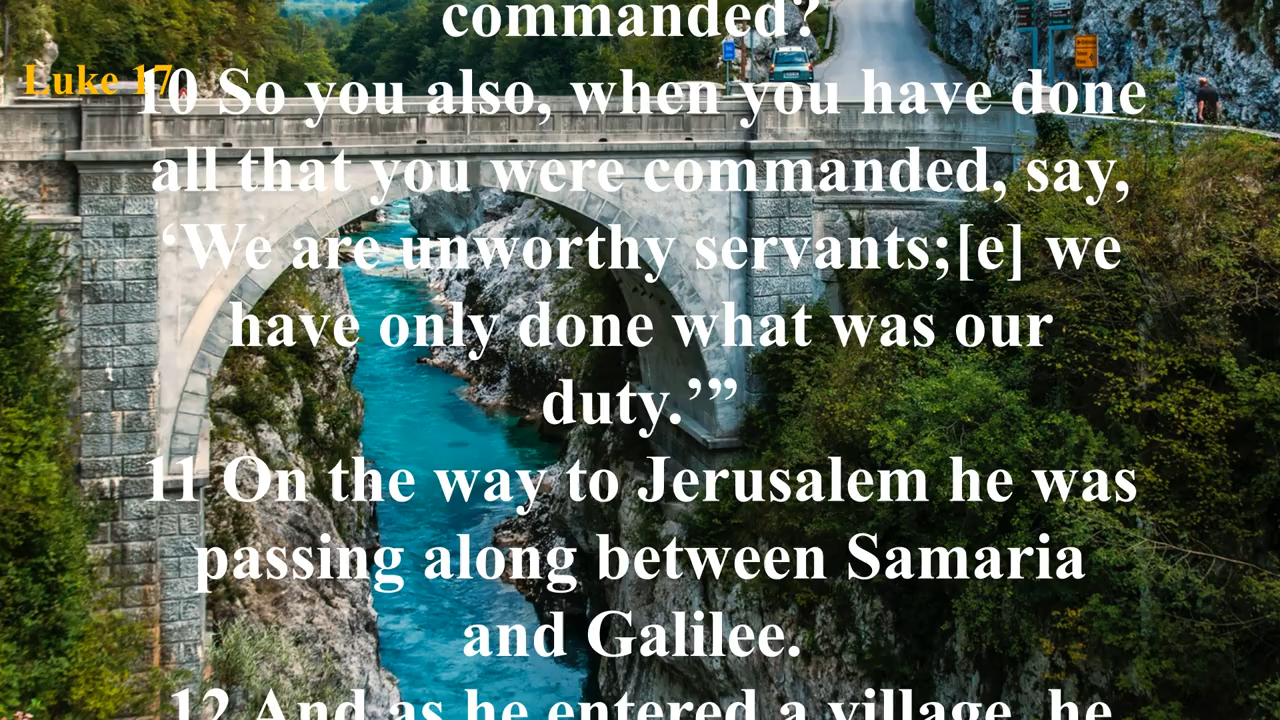 commanded?
Luke 17
10 So you also, when you have done
all that you were commanded, say,
‘We are unworthy servants;[e] we
have only done what was our
duty.’”
11 On the way to Jerusalem he was
passing along between Samaria
and Galilee.
12 And as he entered a village, he